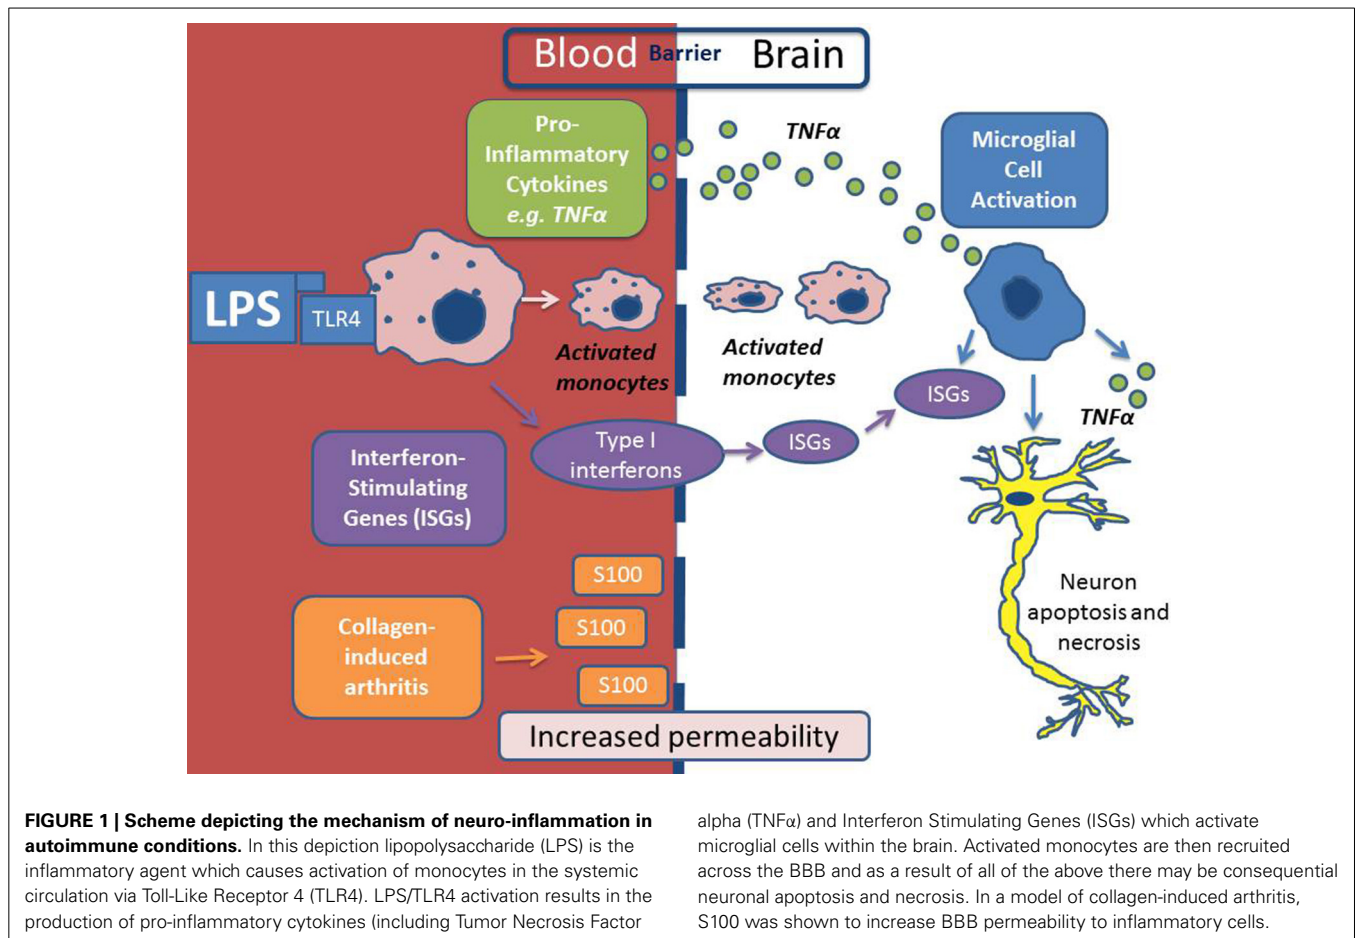 Blood Barrier Brain
Pro-
Inflammatory
Cytokines
e.g. TNFα
TNFα
Microglial
Cell
Activation
LPS
TLR4
Activated
monocytes
Activated
monocytes
ISGs
TNFα
Interferon-
Stimulating
Genes (ISGs)
Type I
interferons
ISGs
S100
S100
S100
Collagen-
induced
arthritis
Neuron
apoptosis and
necrosis
Increased permeability
FIGURE 1 | Scheme depicting the mechanism of neuro-inflammation in
autoimmune conditions. In this depiction lipopolysaccharide (LPS) is the
inflammatory agent which causes activation of monocytes in the systemic
circulation via Toll-Like Receptor 4 (TLR4). LPS/TLR4 activation results in the
production of pro-inflammatory cytokines (including Tumor Necrosis Factor
alpha (TNFα) and Interferon Stimulating Genes (ISGs) which activate
microglial cells within the brain. Activated monocytes are then recruited
across the BBB and as a result of all of the above there may be consequential
neuronal apoptosis and necrosis. In a model of collagen-induced arthritis,
S100 was shown to increase BBB permeability to inflammatory cells.